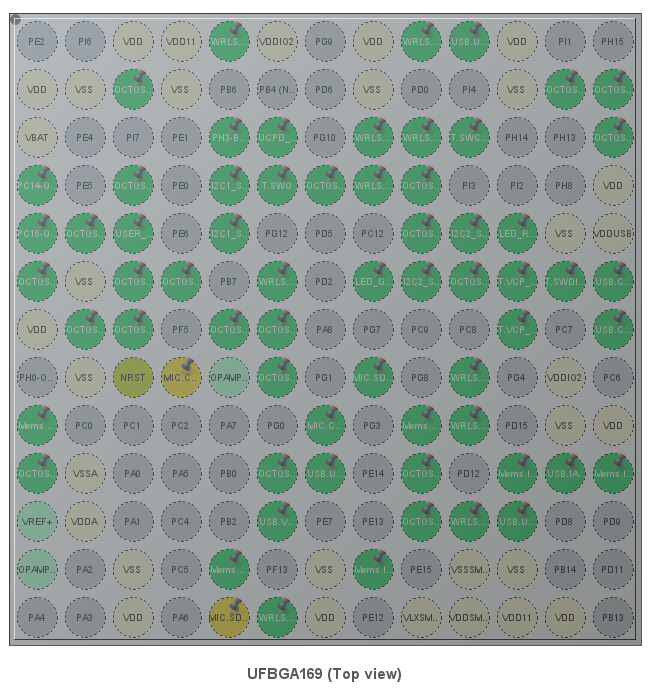 PE2 PI6 VDD VDD11 WRLS... VDDIO2 PG9 VDD WRLS... USB.U... VDD PI1 PH15
VDD VSS OCTOS... VSS PB6 PB4 (N... PD6 VSS PD0 PI4 VSS OCTOS... OCTOS...
VBAT PE4 PI7 PE1 PH3-B... UCPD_... PG10 WRLS... WRLS... T.SWC... PH14 PH13 OCTOS...
PC14-O... PE5 OCTOS... PE0 I2C1_S... T.SWO OCTOS... WRLS... OCTOS... PI3 PI2 PH8 VDD
PC15-O... OCTOS... USER_... PE6 I2C1_S... PG12 PD5 PC12 OCTOS... I2C2_S... LED_R... VSS VDDUSB
OCTOS... VSS OCTOS... OCTOS... PB7 WRLS... PD2 LED_G... I2C2_S... OCTOS... T.VCP_... T.SWDI... USB.C...
VDD OCTOS... OCTOS... PF5 OCTOS... OCTOS... PA8 PG7 PC9 PC8 T.VCP_... PC7 USB.C...
PH0-O... VSS NRST MIC.C... OPAMP... OCTOS... PG1 MIC.SD... PG8 WRLS... PG4 VDDIO2 PC6
Mems... PC0 PC1 PC2 PA7 PG0 MIC.C... PG3 Mems... WRLS... PD15 VSS VDD
OCTOS... VSSA PA0 PA5 PB0 OCTOS... USB.U... PE14 OCTOS... PD12 Mems.I... USB.IA... Mems.I...
VREF+ VDDA PA1 PC4 PB2 USB.V... PE7 PE13 OCTOS... WRLS... USB.U... PD8 PD9
OPAMP... PA2 VSS PC5 Mems... PF13 VSS Mems.I... PE15 VSSSM... VSS PB14 PD11
PA4 PA3 VDD PA6 MIC.SD... WRLS... VDD PE12 VLXSM... VDDSM... VDD11 VDD PB13
UFBGA169 (Top view)